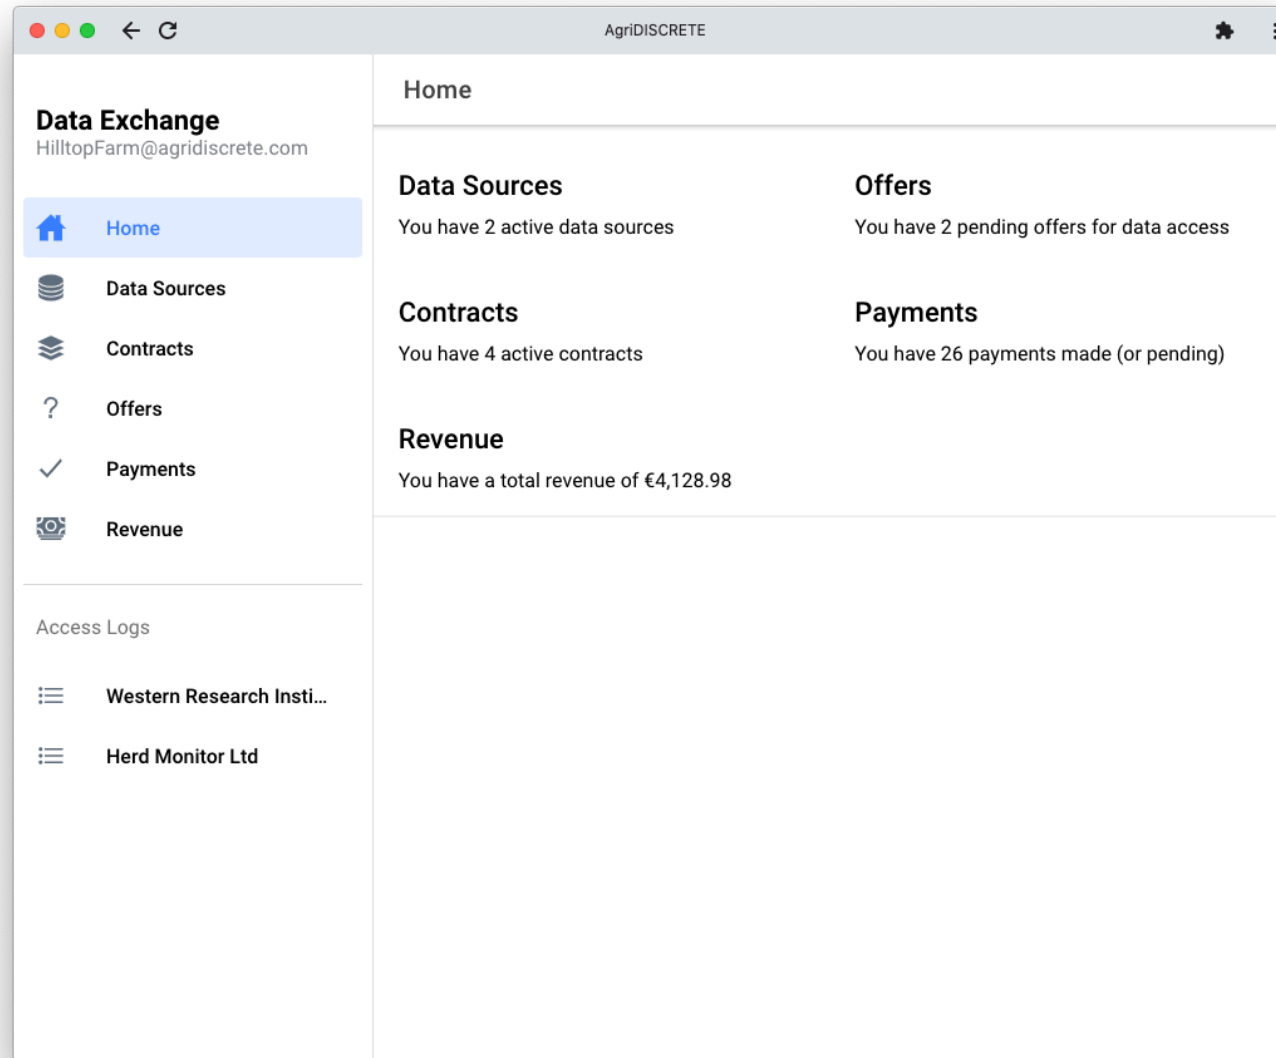 AgriDISCRETE
Data Exchange
HilltopFarm@agridiscrete.com
Home
Data Sources
Contracts
Offers
Payments
Revenue
Access Logs
Western Research Insti...
Herd Monitor Ltd
Home
Data Sources
You have 2 active data sources
Offers
You have 2 pending offers for data access
Contracts
You have 4 active contracts
Payments
You have 26 payments made (or pending)
Revenue
You have a total revenue of €4,128.98